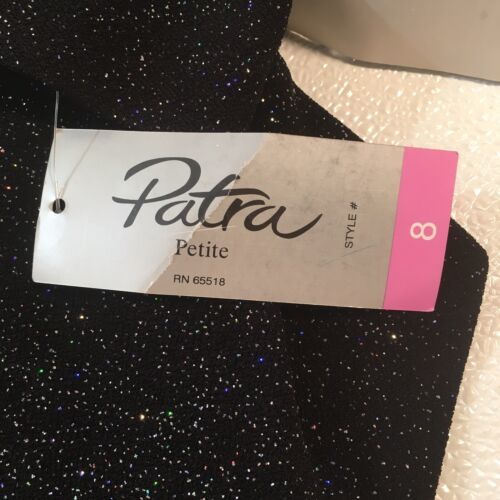 Patra
Petite
RN 65518
STYLE #
8